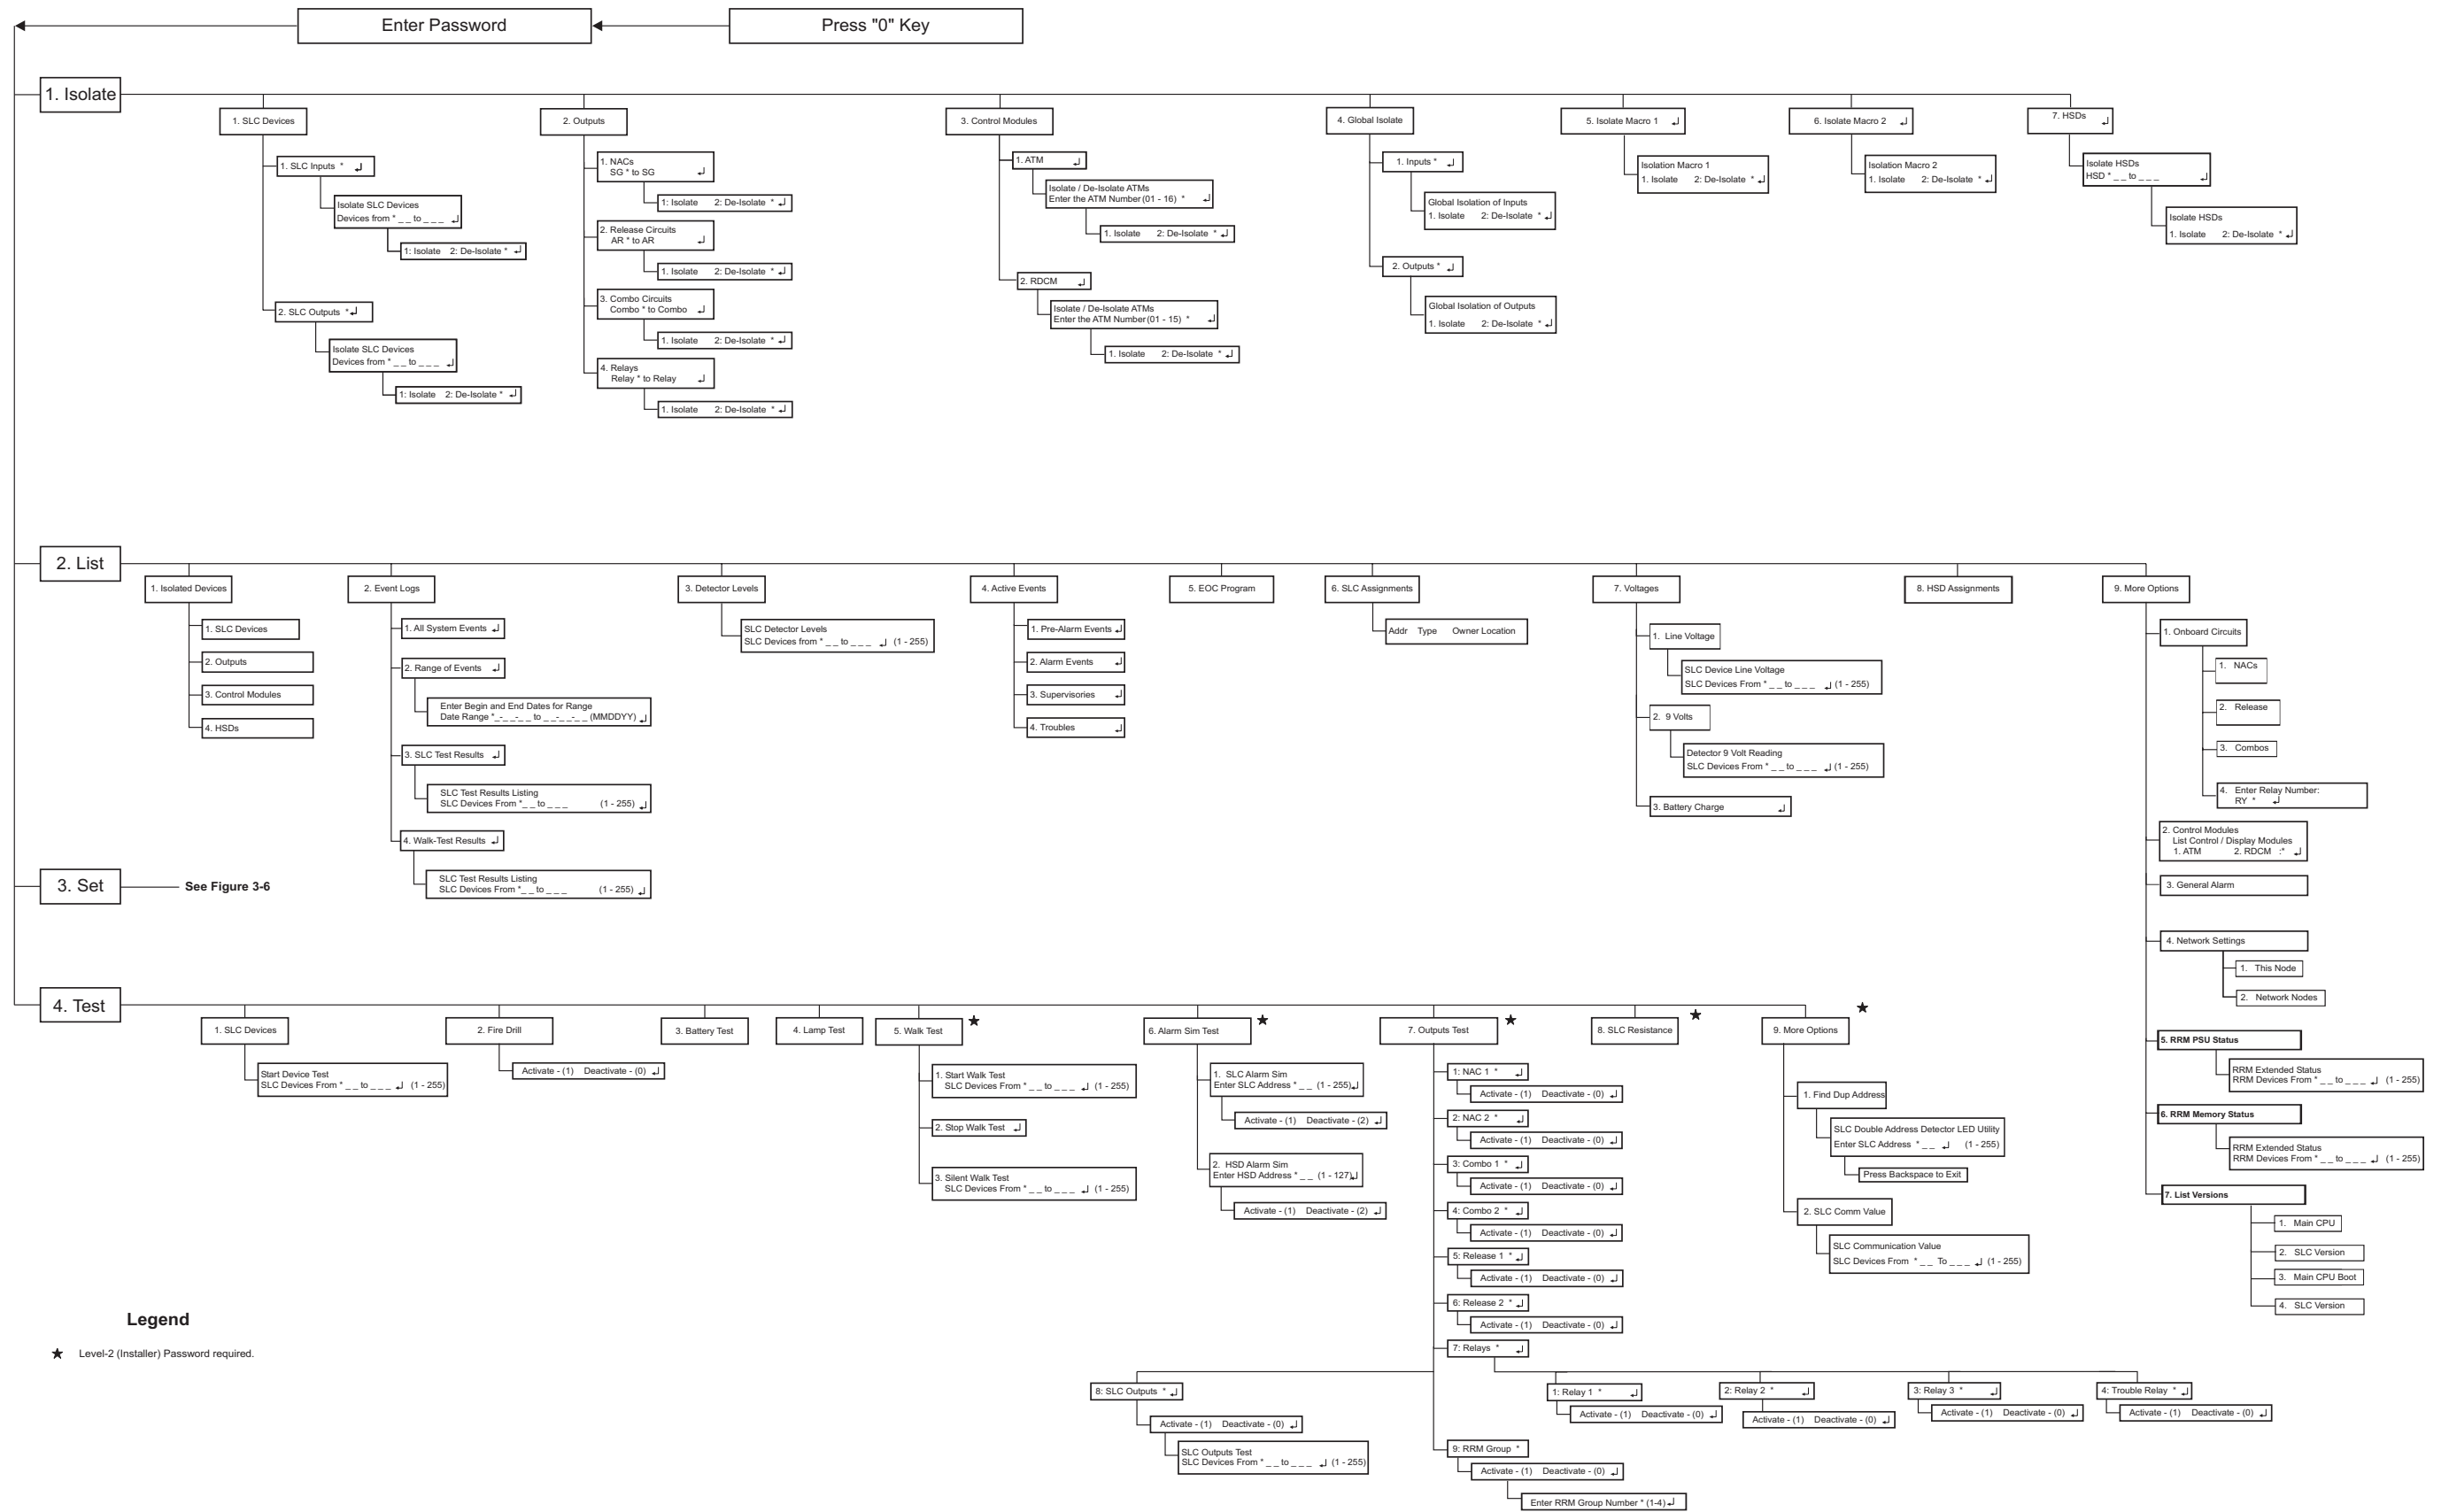 Enter Password
Press "0" Key
1. Isolate
1. SLC Devices
1. SLC Inputs * ↵
Isolate SLC Devices
Devices from * _ _ to _ _ _ ↵
1: Isolate 2: De-Isolate * ↵
2. SLC Outputs * ↵
Isolate SLC Devices
Devices from * _ _ to _ _ _ ↵
1: Isolate 2: De-Isolate * ↵
2. Outputs
1. NACs
SG * to SG ↵
1: Isolate 2: De-Isolate * ↵
2. Release Circuits
AR * to AR ↵
1. Isolate 2: De-Isolate * ↵
3. Combo Circuits
Combo * to Combo ↵
1. Isolate 2: De-Isolate * ↵
4. Relays
Relay * to Relay ↵
1. Isolate 2: De-Isolate * ↵
3. Control Modules
1. ATM ↵
Isolate / De-Isolate ATMs
Enter the ATM Number (01 - 16) * ↵
1. Isolate 2: De-Isolate * ↵
2. RDCM ↵
Isolate / De-Isolate ATMs
Enter the ATM Number (01 - 15) * ↵
1. Isolate 2: De-Isolate * ↵
4. Global Isolate
1. Inputs * ↵
Global Isolation of Inputs
1. Isolate 2: De-Isolate * ↵
2. Outputs * ↵
Global Isolation of Outputs
1. Isolate 2: De-Isolate * ↵
5. Isolate Macro 1 ↵
Isolation Macro 1
1. Isolate 2: De-Isolate * ↵
6. Isolate Macro 2 ↵
Isolation Macro 2
1. Isolate 2: De-Isolate * ↵
7. HSDs ↵
Isolate HSDs
HSD * _ _ to _ _ _ ↵
Isolate HSDs
1. Isolate 2: De-Isolate * ↵
2. List
1. Isolated Devices
1. SLC Devices
2. Outputs
3. Control Modules
4. HSDs
2. Event Logs
1. All System Events ↵
2. Range of Events ↵
Enter Begin and End Dates for Range
Date Range *_-_ _-_ _ to _ _-_ _-_ _ (MMDDYY) ↵
3. SLC Test Results ↵
SLC Test Results Listing
SLC Devices From *_ _ to _ _ _ (1 - 255) ↵
4. Walk-Test Results ↵
SLC Test Results Listing
SLC Devices From *_ _ to _ _ _ (1 - 255) ↵
3. Detector Levels
SLC Detector Levels
SLC Devices from * _ _ to _ _ _ ↵ (1 - 255)
4. Active Events
1. Pre-Alarm Events ↵
2. Alarm Events ↵
3. Supervisories ↵
4. Troubles ↵
5. EOC Program
6. SLC Assignments
Addr Type Owner Location
7. Voltages
1. Line Voltage
SLC Device Line Voltage
SLC Devices From * _ _ to _ _ _ ↵ (1 - 255)
2. 9 Volts
Detector 9 Volt Reading
SLC Devices From * _ _ to _ _ _ ↵ (1 - 255)
3. Battery Charge ↵
8. HSD Assignments
9. More Options
1. Onboard Circuits
1. NACs
2. Release
3. Combos
4. Enter Relay Number:
RY * ↵
2. Control Modules
List Control / Display Modules
1. ATM 2. RDCM :* ↵
3. General Alarm
4. Network Settings
1. This Node
2. Network Nodes
5. RRM PSU Status
RRM Extended Status
RRM Devices From * _ _ to _ _ _ ↵ (1 - 255)
6. RRM Memory Status
RRM Extended Status
RRM Devices From * _ _ to _ _ _ ↵ (1 - 255)
7. List Versions
1. Main CPU
2. SLC Version
3. Main CPU Boot
4. SLC Version
3. Set
See Figure 3-6
4. Test
1. SLC Devices
Start Device Test
SLC Devices From * _ _ to _ _ _ ↵ (1 - 255)
2. Fire Drill
Activate - (1) Deactivate - (0) ↵
3. Battery Test
4. Lamp Test
5. Walk Test ★
1. Start Walk Test
SLC Devices From * _ _ to _ _ _ ↵ (1 - 255)
2. Stop Walk Test ↵
3. Silent Walk Test
SLC Devices From * _ _ to _ _ _ ↵ (1 - 255)
6. Alarm Sim Test ★
1. SLC Alarm Sim
Enter SLC Address * _ _ (1 - 255) ↵
Activate - (1) Deactivate - (2) ↵
2. HSD Alarm Sim
Enter HSD Address * _ _ (1 - 127) ↵
Activate - (1) Deactivate - (2) ↵
7. Outputs Test ★
1: NAC 1 * ↵
Activate - (1) Deactivate - (0) ↵
2: NAC 2 * ↵
Activate - (1) Deactivate - (0) ↵
3: Combo 1 * ↵
Activate - (1) Deactivate - (0) ↵
4: Combo 2 * ↵
Activate - (1) Deactivate - (0) ↵
5: Release 1 * ↵
Activate - (1) Deactivate - (0) ↵
6: Release 2 * ↵
Activate - (1) Deactivate - (0) ↵
7: Relays * ↵
1: Relay 1 * ↵
Activate - (1) Deactivate - (0) ↵
2: Relay 2 * ↵
Activate - (1) Deactivate - (0) ↵
3: Relay 3 * ↵
Activate - (1) Deactivate - (0) ↵
4: Trouble Relay * ↵
Activate - (1) Deactivate - (0) ↵
8: SLC Outputs * ↵
Activate - (1) Deactivate - (0) ↵
SLC Outputs Test
SLC Devices From * _ _ to _ _ _ ↵ (1 - 255)
9: RRM Group *
Activate - (1) Deactivate - (0) ↵
Enter RRM Group Number * (1-4) ↵
8. SLC Resistance ★
9. More Options ★
1. Find Dup Address
SLC Double Address Detector LED Utility
Enter SLC Address * _ _ ↵ (1 - 255)
Press Backspace to Exit
2. SLC Comm Value
SLC Communication Value
SLC Devices From * _ _ To _ _ _ ↵ (1 - 255)
Legend
★ Level-2 (Installer) Password required.